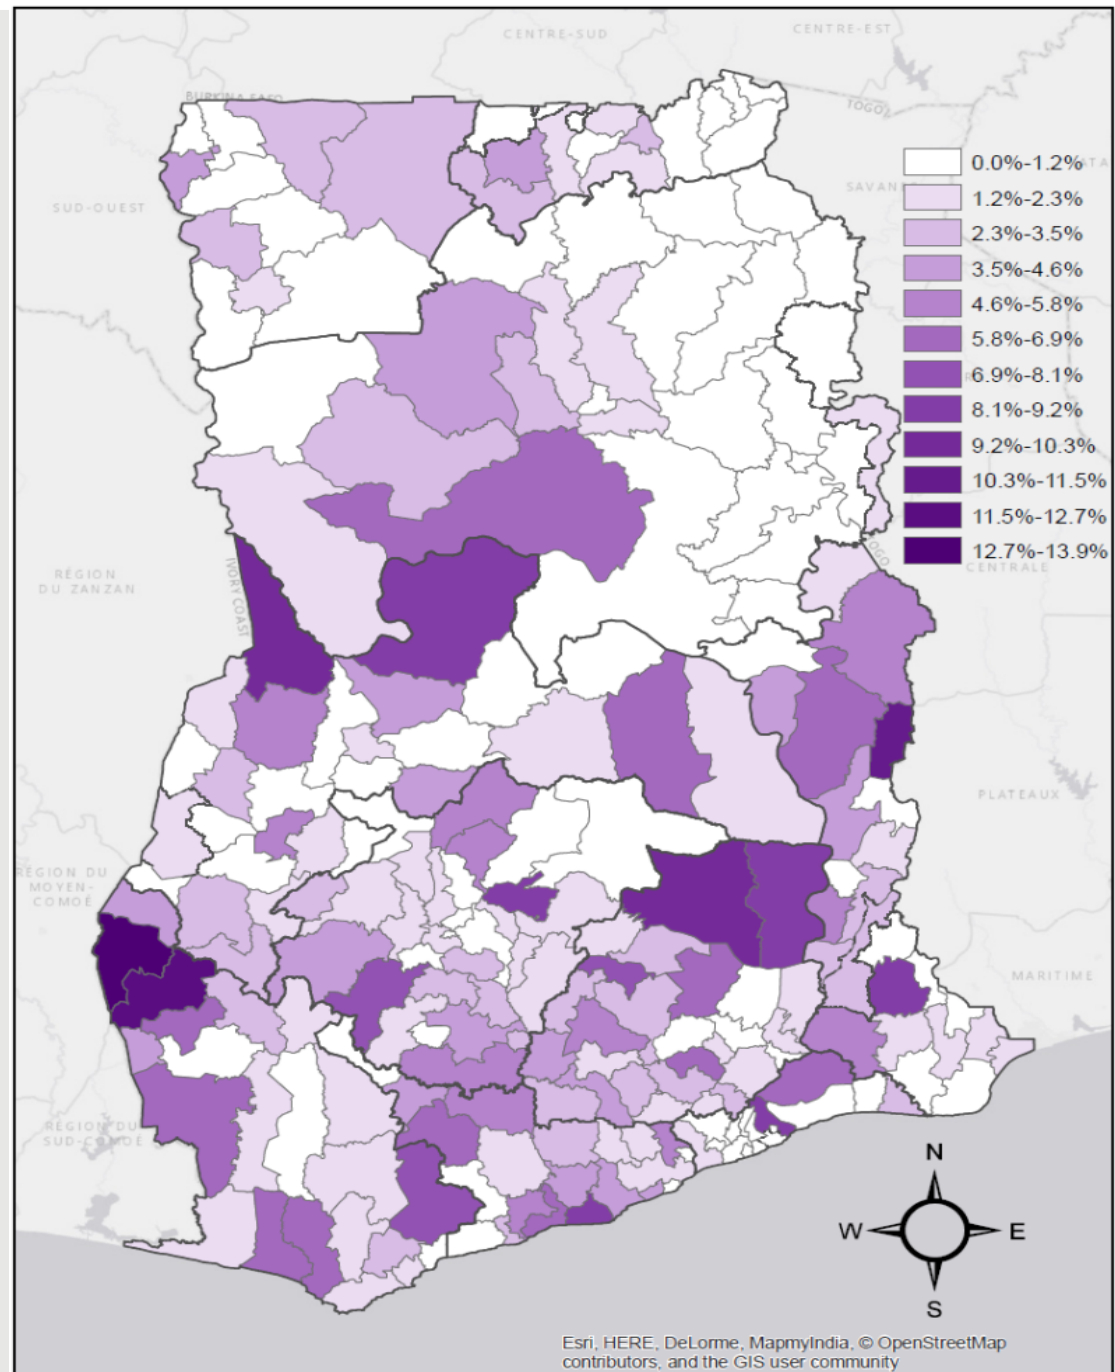 CENTRE-SUD
CENTRE-EST
BURKINA FASO
TOGO
SAVANE
ATA
SUD-OUEST
0.0%-1.2%
1.2%-2.3%
2.3%-3.5%
3.5%-4.6%
4.6%-5.8%
5.8%-6.9%
6.9%-8.1%
8.1%-9.2%
9.2%-10.3%
10.3%-11.5%
11.5%-12.7%
12.7%-13.9%
TOGO
CENTRALE
IVORY COAST
RÉGION
DU ZANZAN
PLATEAUX
RÉGION DU
MOYEN-
COMOÉ
MARITIME
RÉGION DU
SUD-COMOÉ
N
W
E
S
Esri, HERE, DeLorme, MapmyIndia, © OpenStreetMap
contributors, and the GIS user community